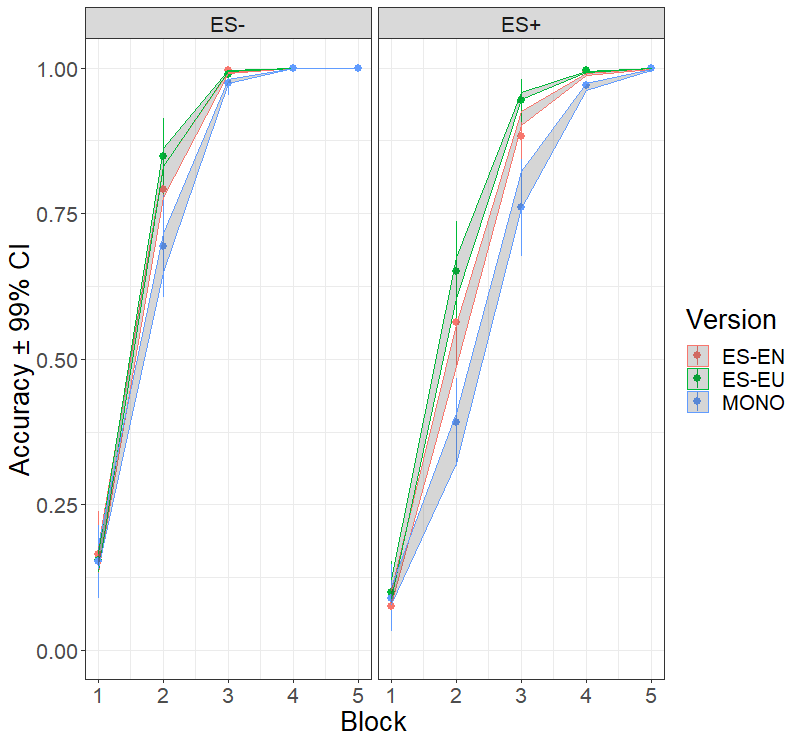 ES- ES+
Accuracy ± 99% CI
1.00
0.75
0.50
0.25
0.00
1 2 3 4 5 1 2 3 4 5
Block
Version
ES-EN
ES-EU
MONO